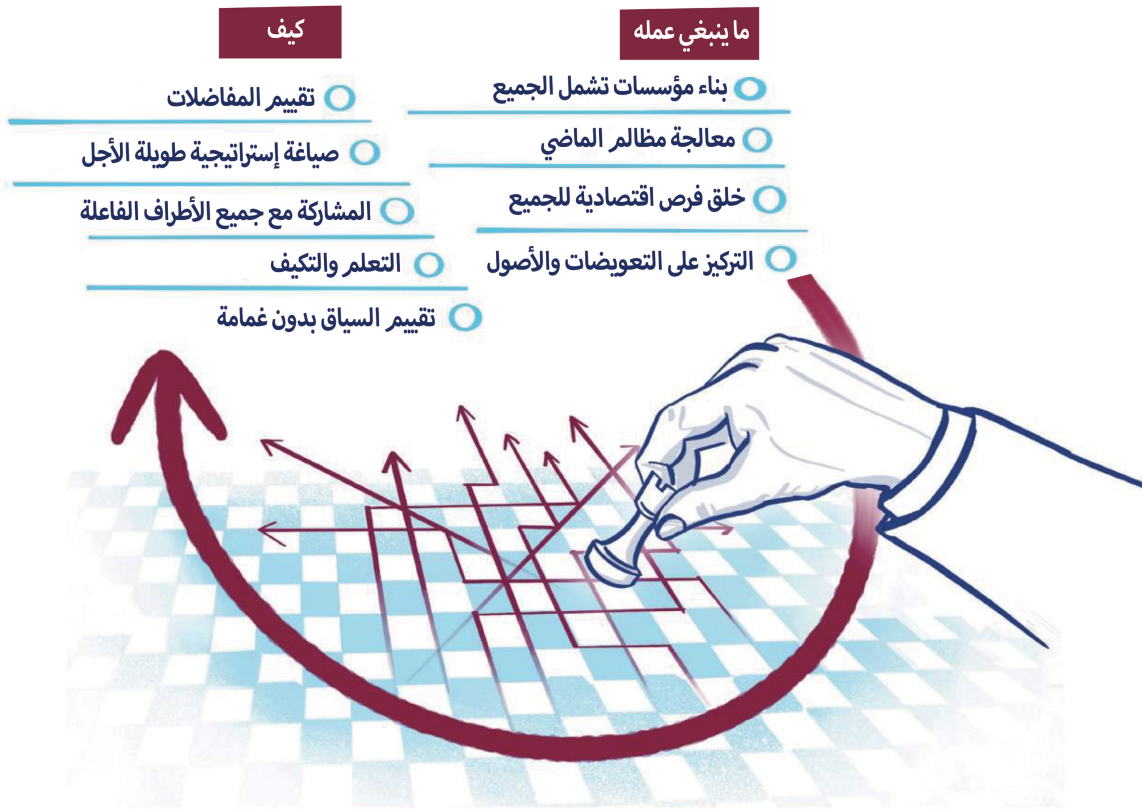 ما ينبغي عمله
بناء مؤسسات تشمل الجميع
معالجة مظالم الماضي
خلق فرص اقتصادية للجميع
التركيز على التعويضات والأصول
كيف
تقييم المفاضلات
صياغة إستراتيجية طويلة الأجل
المشاركة مع جميع الأطراف الفاعلة
التعلم والتكيف
تقييم السياق بدون غمامة